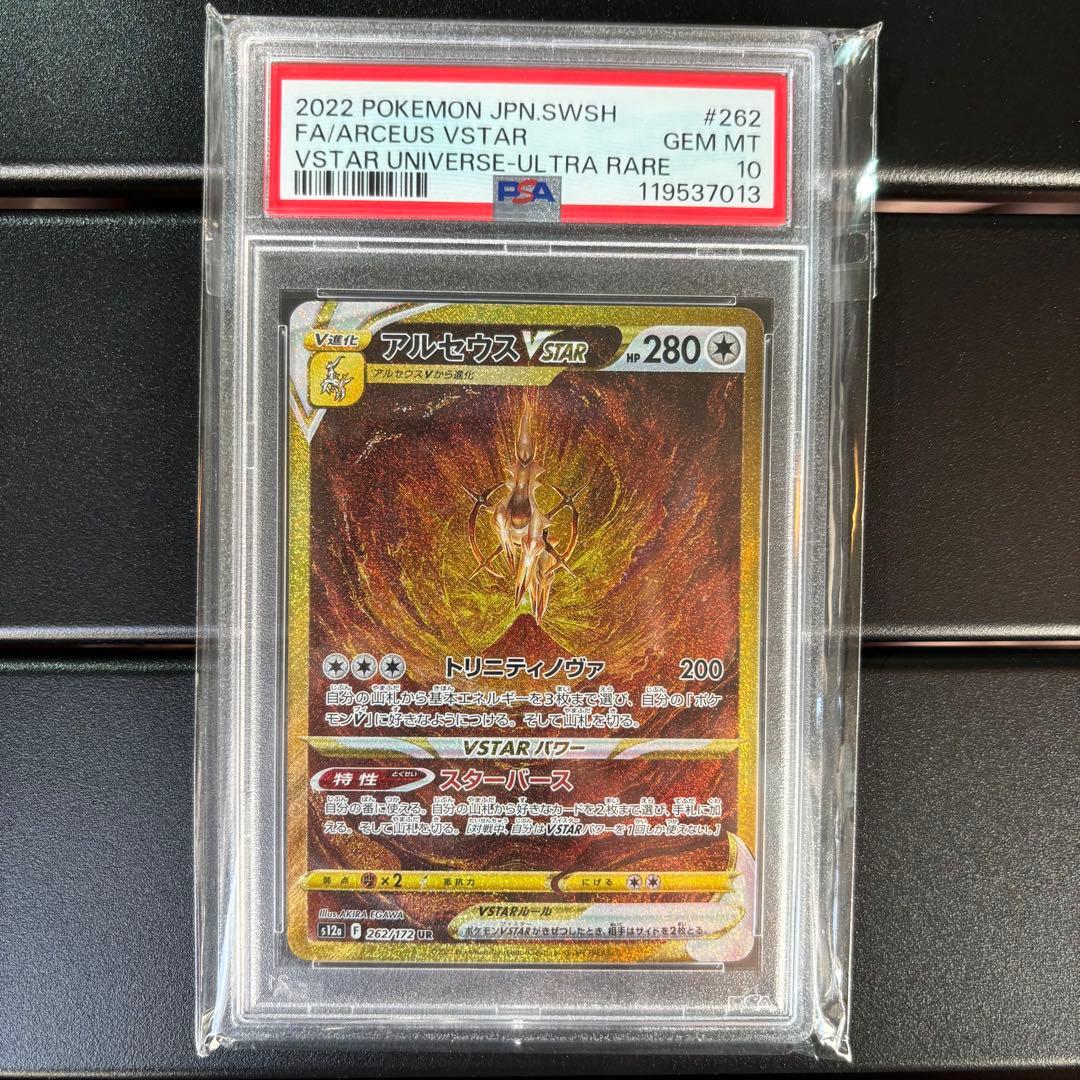 2022 POKEMON JPN.SWSH #262
FA/ARCEUS VSTAR GEM MT
VSTAR UNIVERSE-ULTRA RARE 10
PSA 119537013
V進化 アルセウス VSTAR HP 280
アルセウスVから進化
トリニティノヴァ 200
自分の山札から基本エネルギーを3枚まで選び、自分の「ポケ
モンV」に好きなようにつける。そして山札を切る。
VSTARパワー
特性 とくせい スターバース
自分の番に使える。自分の山札から好きなカードを2枚まで選び、手札に加
える。そして山札を切る。[対戦中、自分はVSTARパワーを1回しか使えない。]
弱点 ×2 抵抗力 にげる
Illus. AKIRA EGAWA
VSTARルール
s12a F 262/172 UR
ポケモンVSTARがきぜつしたとき、相手はサイドを2枚とる。